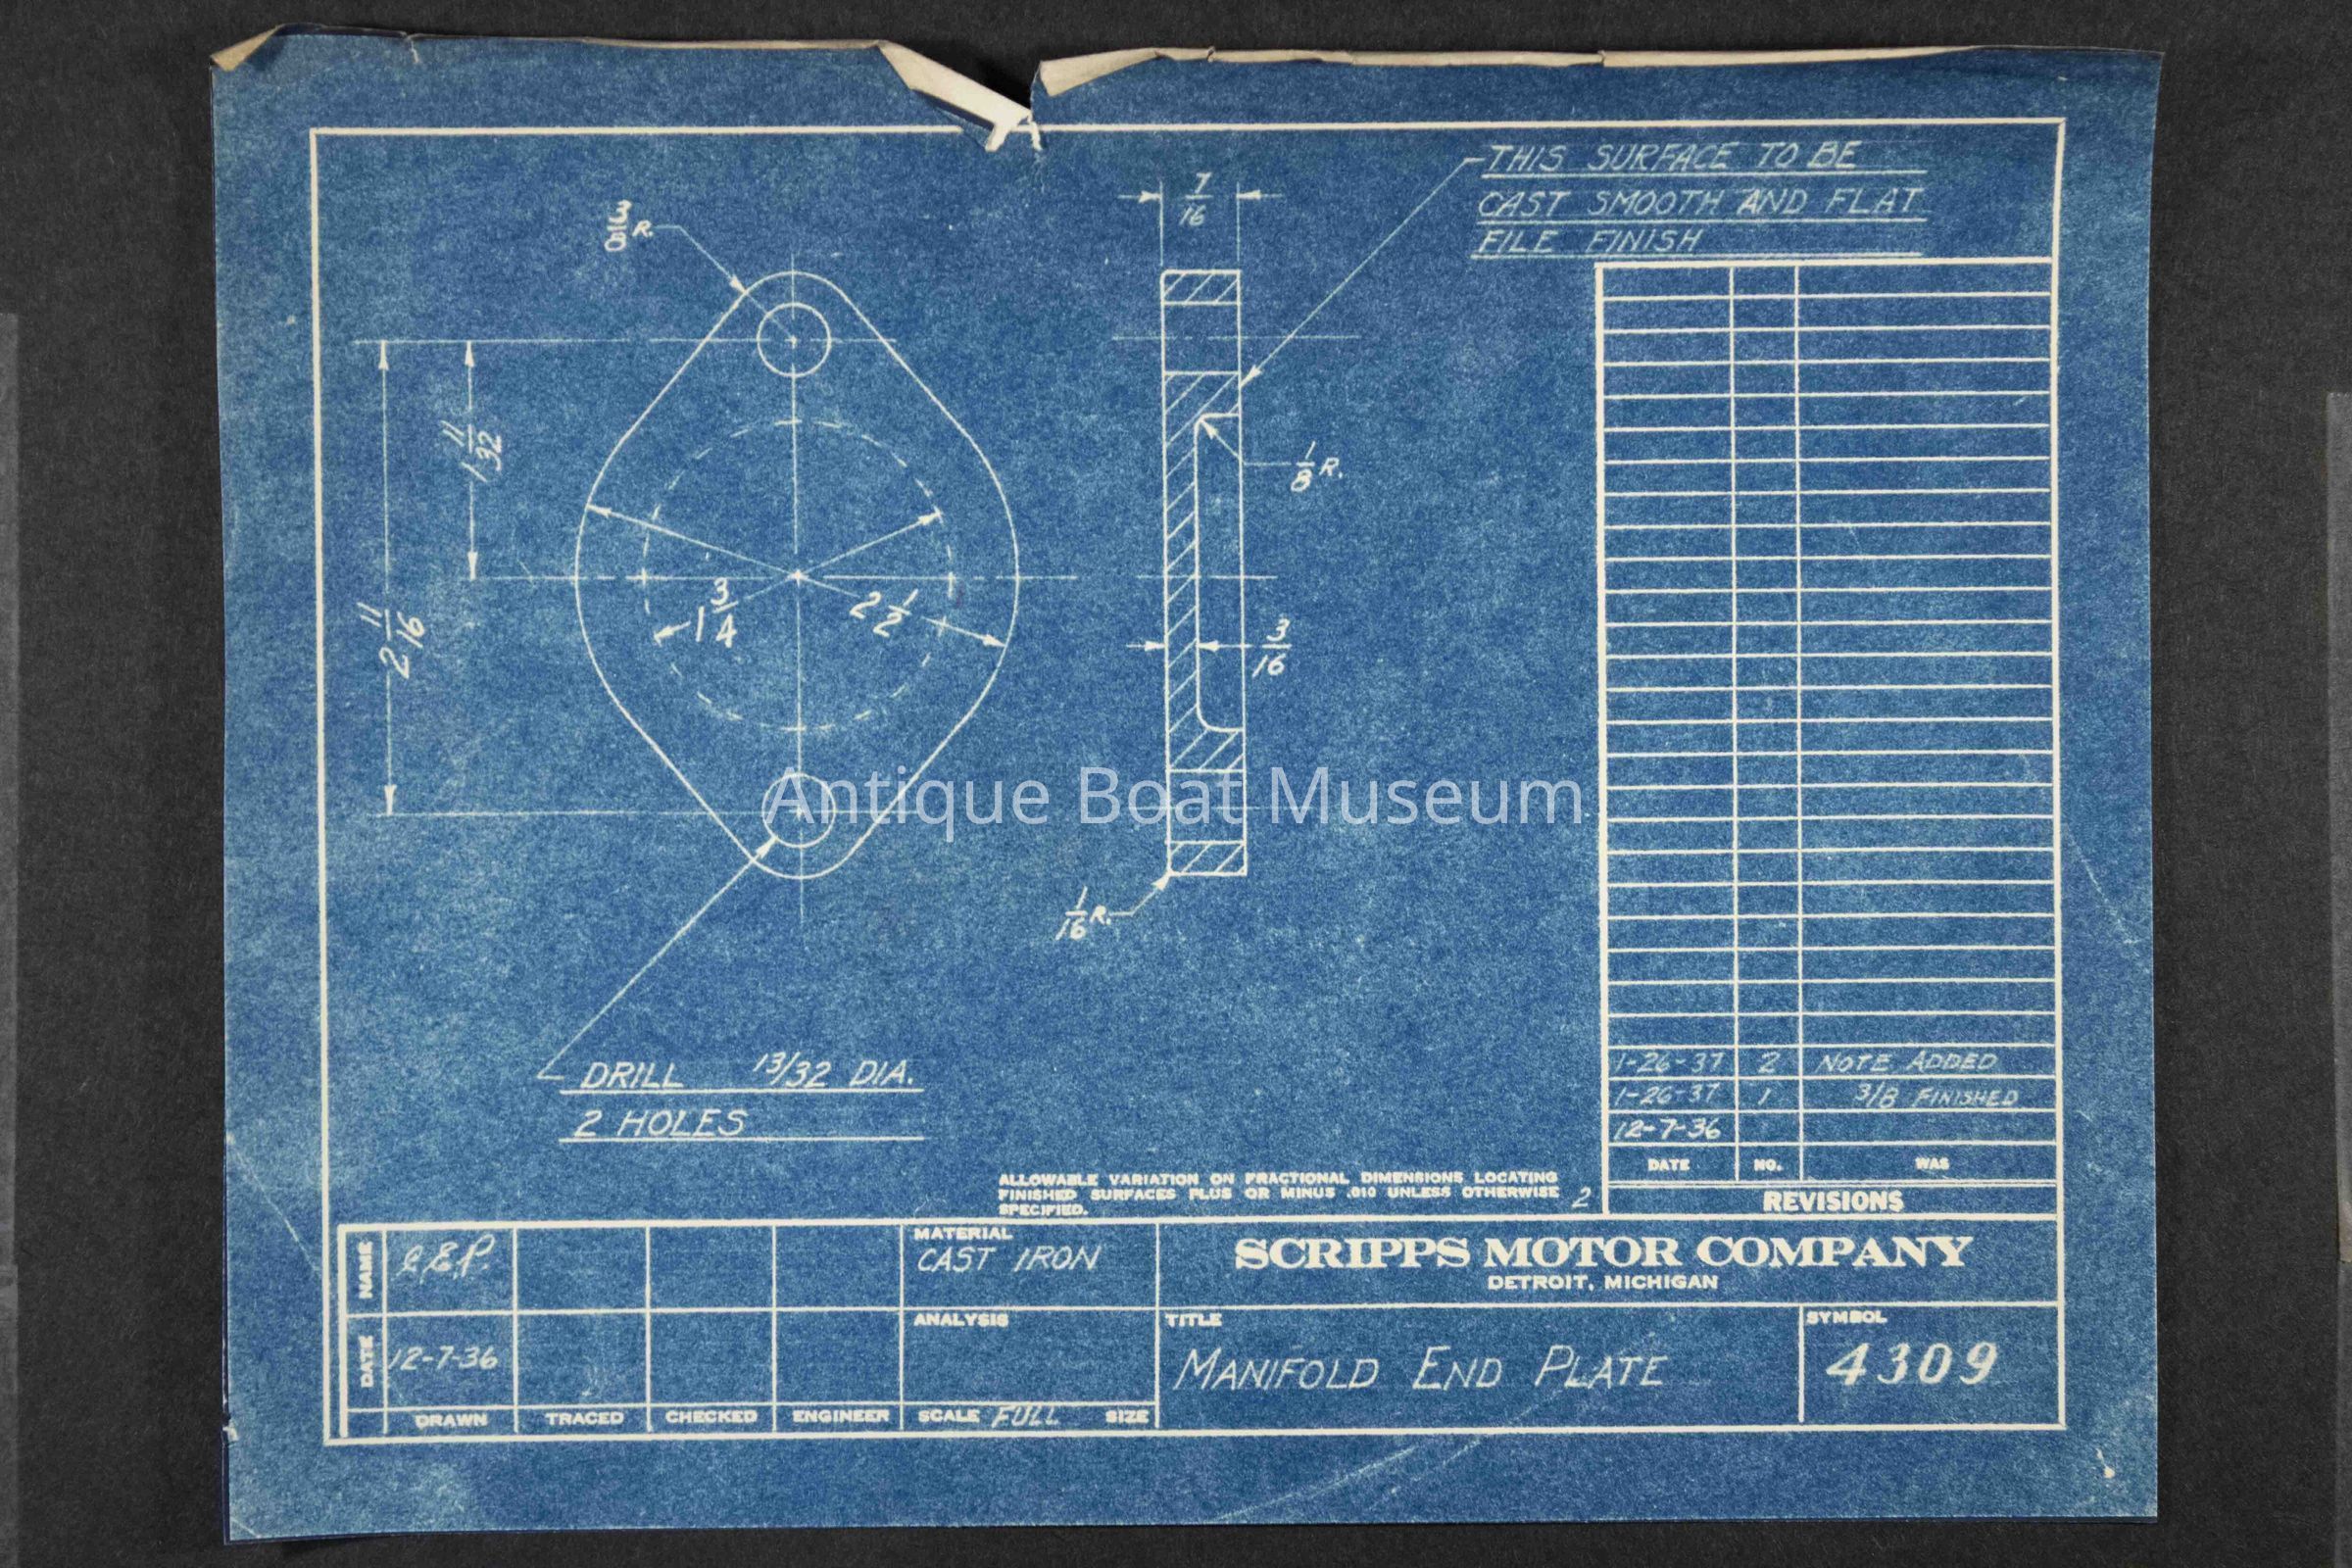 THIS SURFACE TO BE
CAST SMOOTH AND FLAT
FILE FINISH
7/16
3/8 R.
1 11/32
2 11/16
1 3/4
2 1/2
1/8 R.
3/16
1/16 R.
Antique Boat Museum
DRILL 13/32 DIA.
2 HOLES
1-26-37 2 NOTE ADDED
1-26-37 1 3/8 FINISHED
12-7-36
DATE NO. WAS
REVISIONS
ALLOWABLE VARIATION ON FRACTIONAL DIMENSIONS LOCATING
FINISHED SURFACES PLUS OR MINUS .010 UNLESS OTHERWISE
SPECIFIED.
2
NAME
DATE
12-7-36
DRAWN TRACED CHECKED ENGINEER
MATERIAL
CAST IRON
ANALYSIS
SCALE FULL SIZE
SCRIPPS MOTOR COMPANY
DETROIT, MICHIGAN
TITLE
MANIFOLD END PLATE
SYMBOL
4309